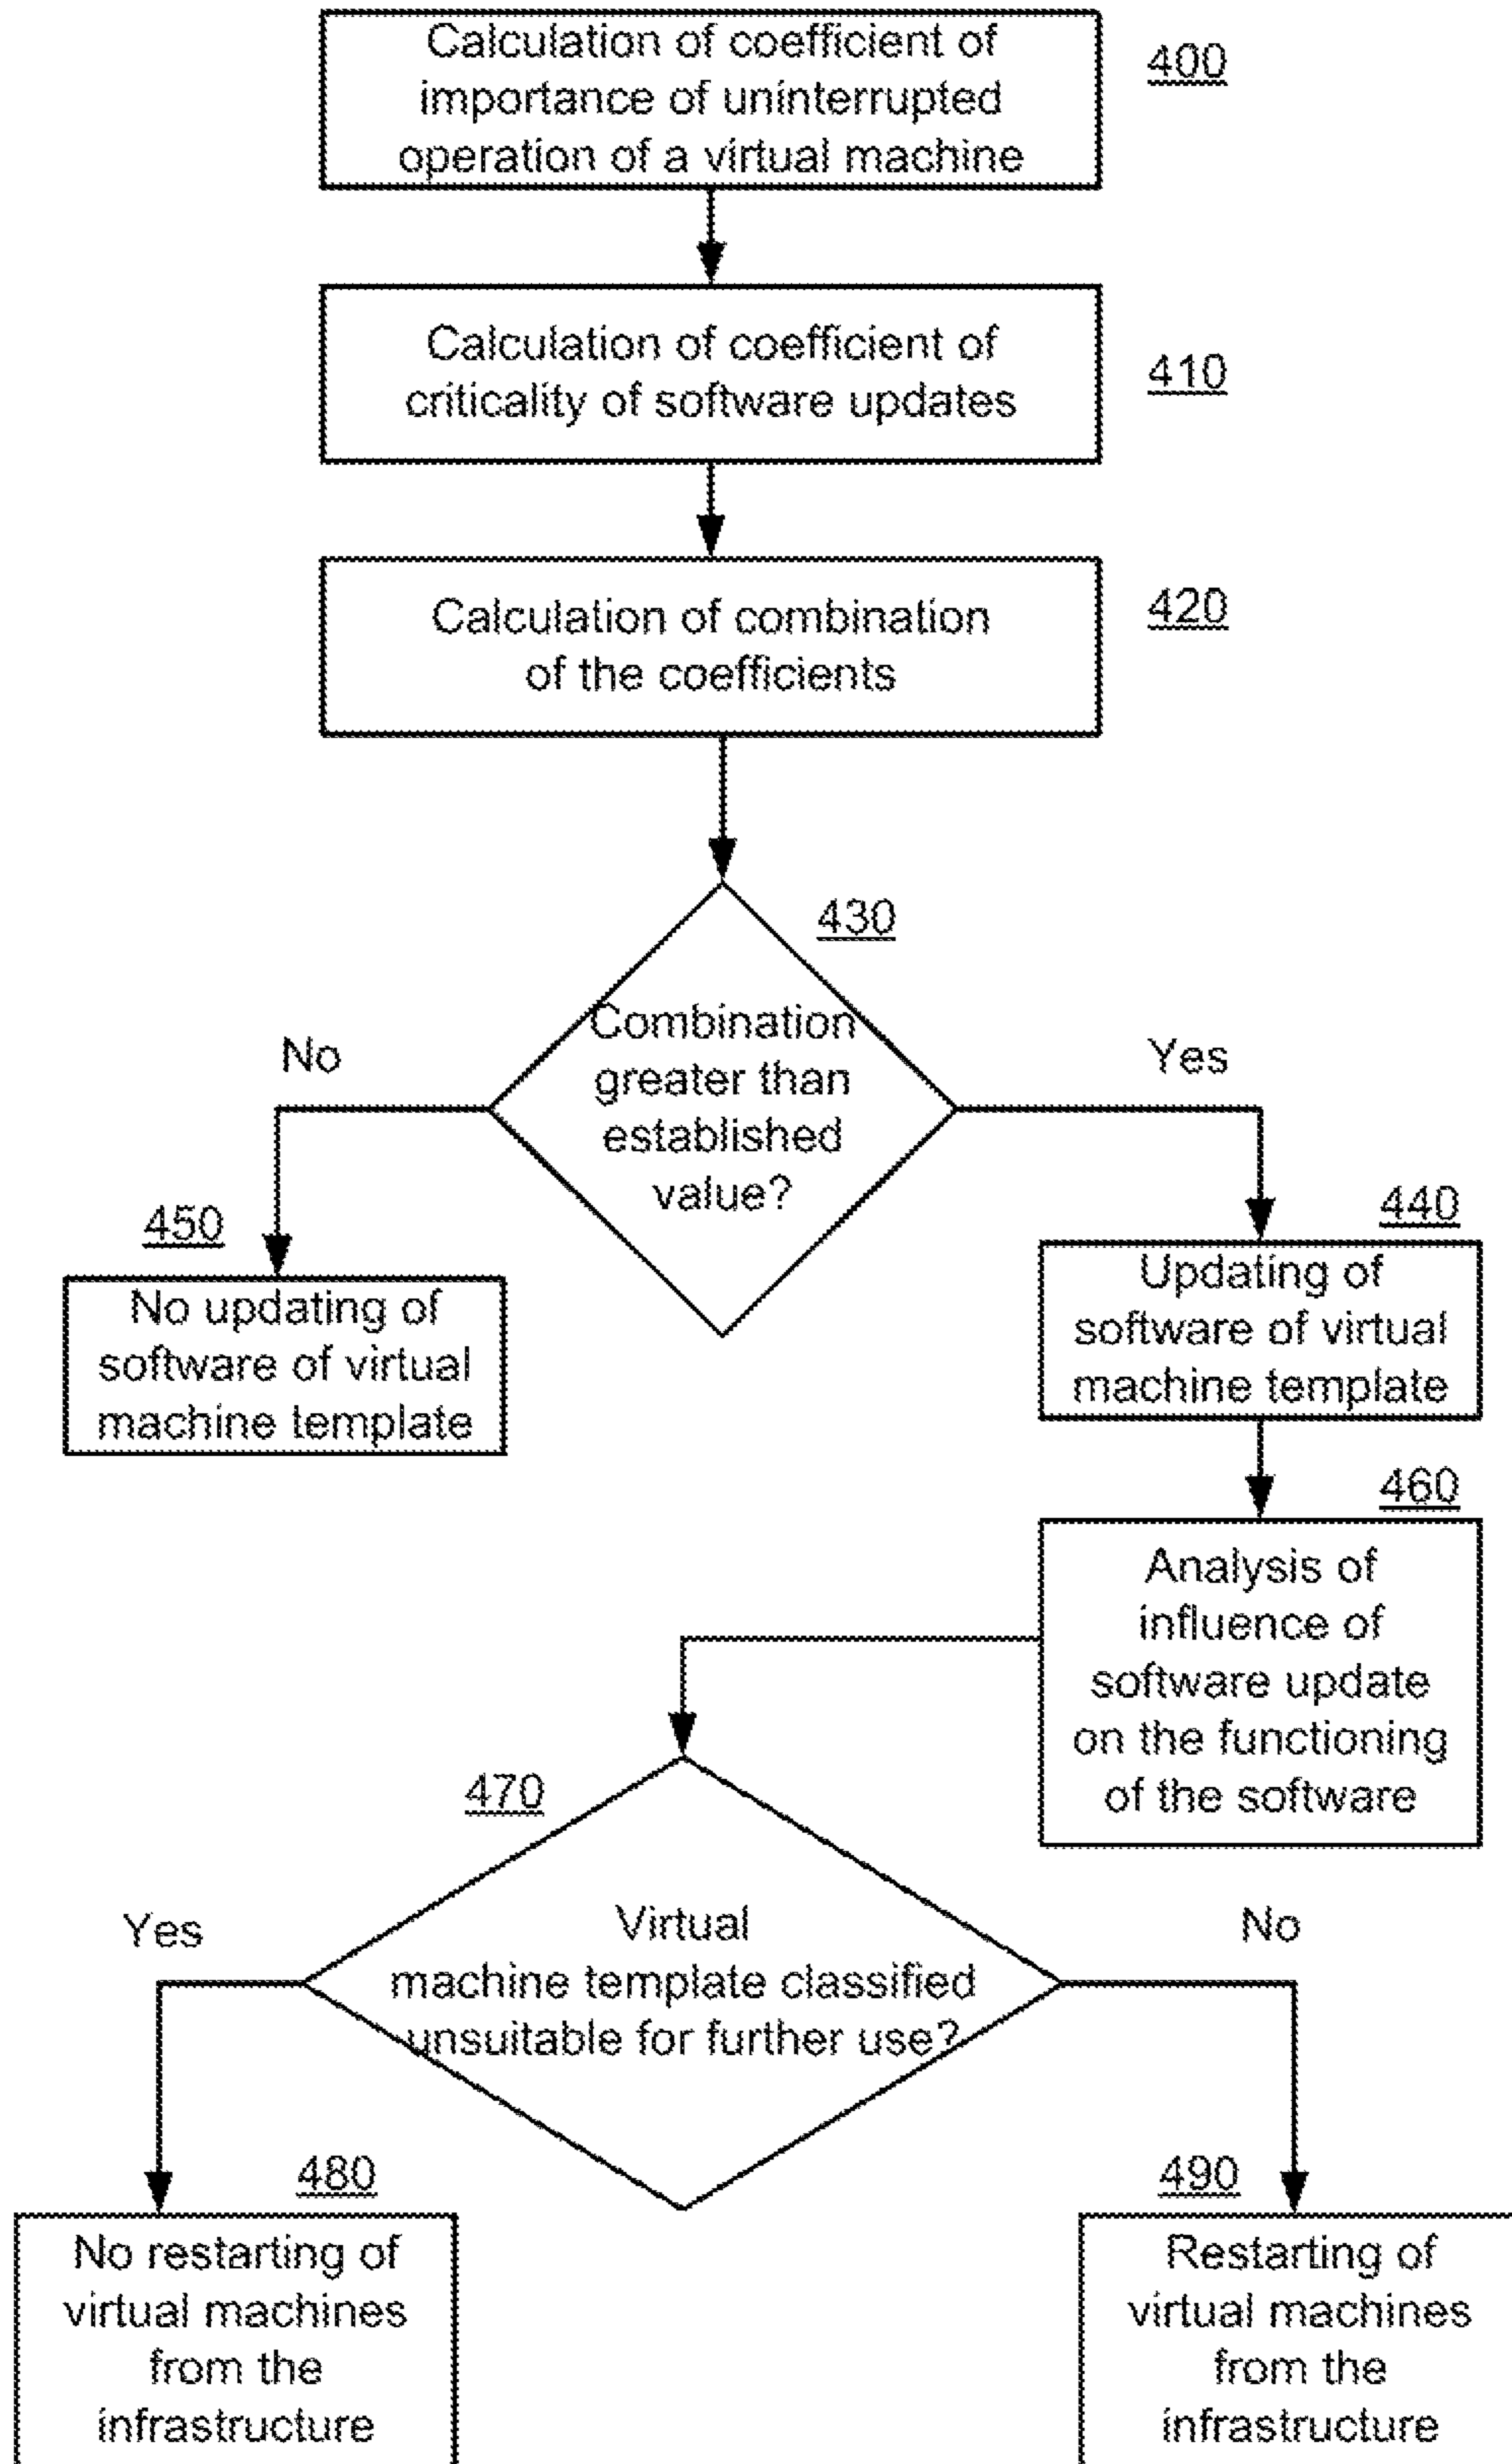 Calculation of coefficient of
importance of uninterrupted
operation of a virtual machine
400
Calculation of coefficient of
criticality of software updates
410
Calculation of combination
of the coefficients
420
430
Combination
greater than
established
value?
No
Yes
450
No updating of
software of virtual
machine template
440
Updating of
software of virtual
machine template
460
Analysis of
influence of
software update
on the functioning
of the software
470
Virtual
machine template classified
unsuitable for further use?
Yes
No
480
No restarting of
virtual machines
from the
infrastructure
490
Restarting of
virtual machines
from the
infrastructure